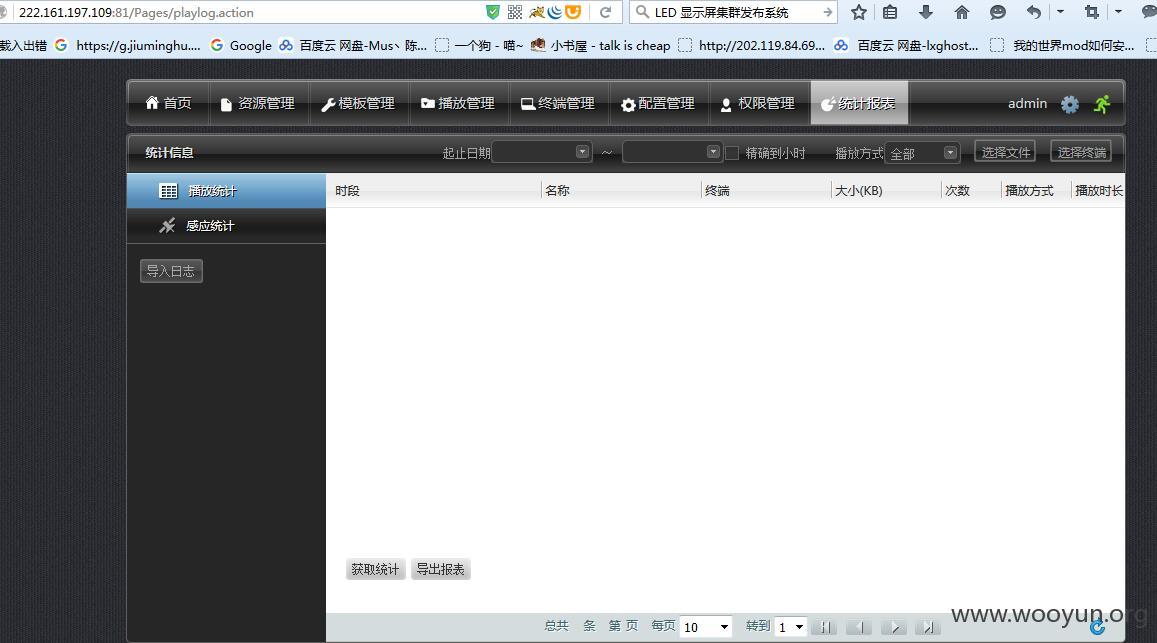 222.161.197.109:81/Pages/playlog.action
LED 显示屏集群发布系统
载入出错 https://g.jiuminghu.... Google 百度云 网盘-Mus丶 陈... 一个狗 - 喵~ 小书屋 - talk is cheap http://202.119.84.69... 百度云 网盘-lxghost... 我的世界mod如何安...
首页 资源管理 模板管理 播放管理 终端管理 配置管理 权限管理 统计报表 admin
统计信息 起止日期 ~ 精确到小时 播放方式 全部 选择文件 选择终端
播放统计 时段 名称 终端 大小(KB) 次数 播放方式 播放时长
感应统计
导入日志
获取统计 导出报表
总共 条 第 页 每页 10 转到 1
www.wooyun.org